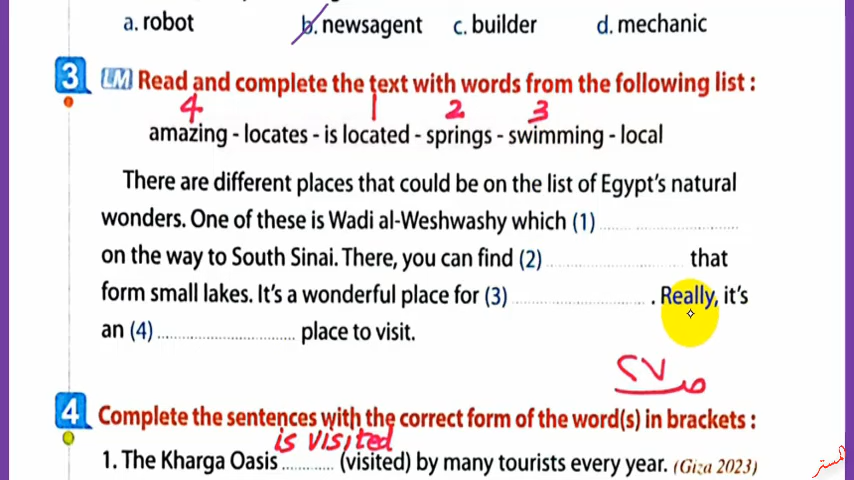 a. robot b. newsagent c. builder d. mechanic
3 LM Read and complete the text with words from the following list :
4 1 2 3
amazing - locates - is located - springs - swimming - local
There are different places that could be on the list of Egypt's natural
wonders. One of these is Wadi al-Weshwashy which (1) ..............................
on the way to South Sinai. There, you can find (2) .............................. that
form small lakes. It's a wonderful place for (3) .............................. . Really, it's
an (4) .............................. place to visit.
ص ٢٧
4 Complete the sentences with the correct form of the word(s) in brackets :
is visited
1. The Kharga Oasis ............ (visited) by many tourists every year. (Giza 2023)
المستر